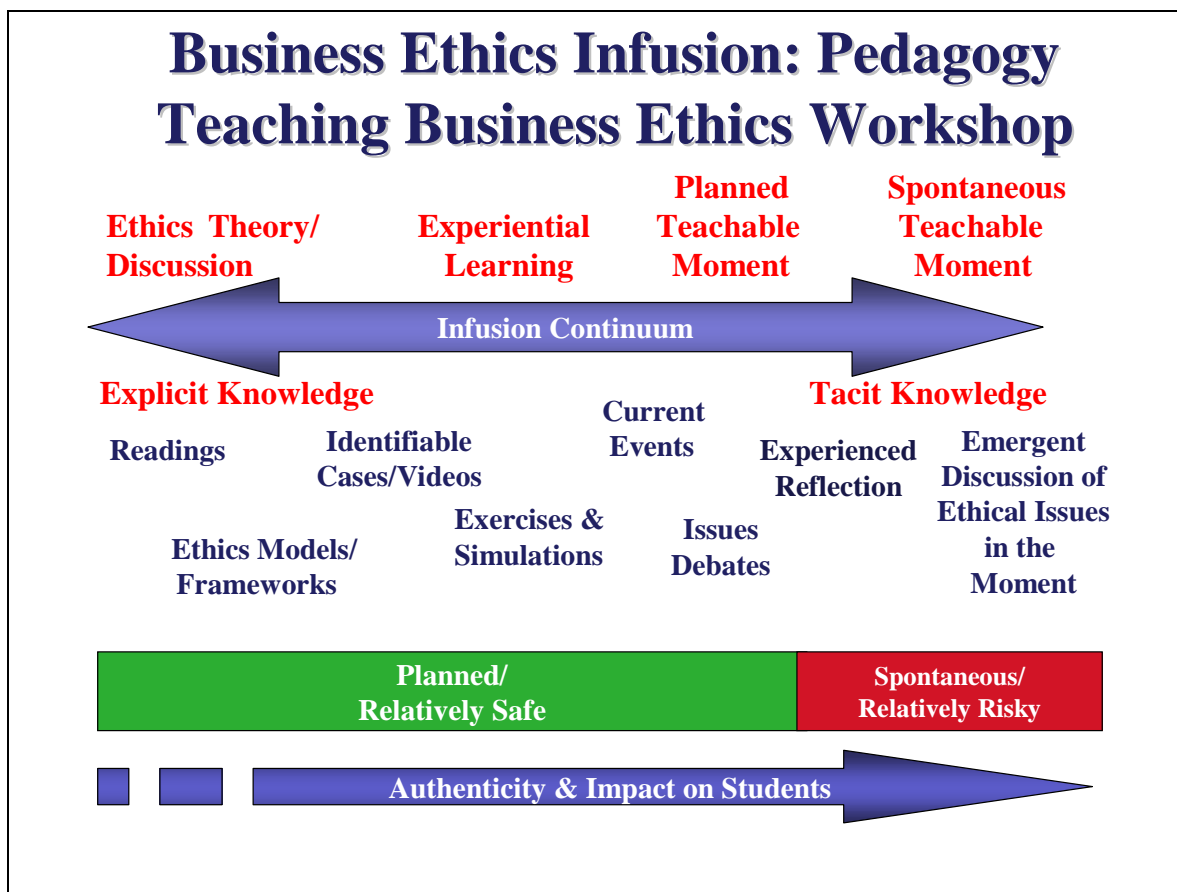 Business Ethics Infusion: Pedagogy
Teaching Business Ethics Workshop
Ethics Theory/
Discussion
Experiential
Learning
Planned
Teachable
Moment
Spontaneous
Teachable
Moment
Infusion Continuum
Explicit Knowledge
Tacit Knowledge
Readings
Identifiable
Cases/Videos
Current
Events
Experienced
Reflection
Emergent
Discussion of
Ethical Issues
in the
Moment
Ethics Models/
Frameworks
Exercises &
Simulations
Issues
Debates
Planned/
Relatively Safe
Spontaneous/
Relatively Risky
Authenticity & Impact on Students